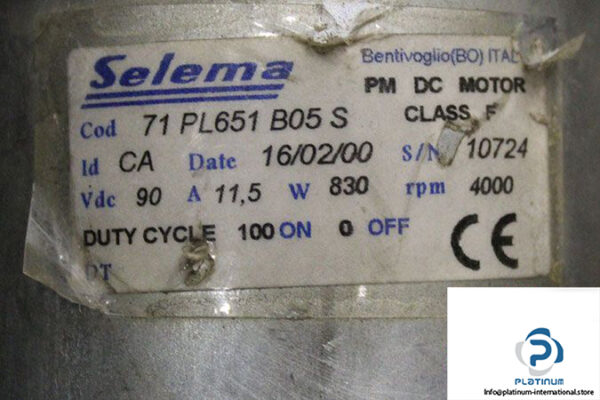 Selema
Bentivoglio(BO) ITAL
PM DC MOTOR
CLASS F
Cod 71 PL651 B05 S
Id CA Date 16/02/00 S/N 10724
Vdc 90 A 11,5 W 830 rpm 4000
DUTY CYCLE 100 ON 0 OFF
CE
DT
PLATINUM
Info@platinum-international.store